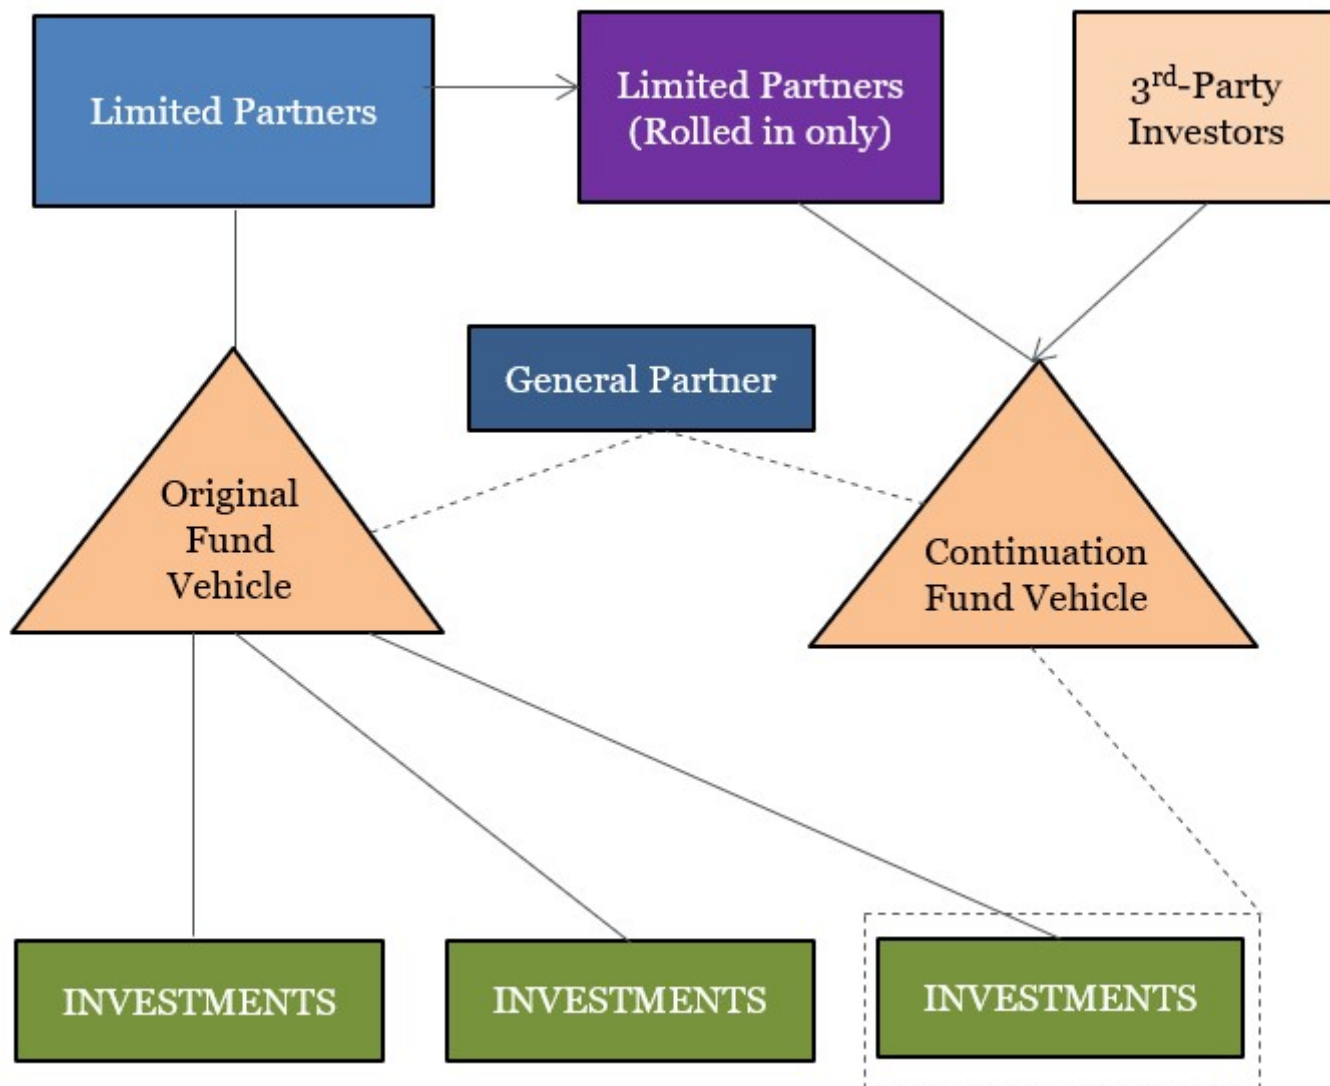 Limited Partners
Limited Partners
(Rolled in only)
3rd-Party
Investors
General Partner
Original
Fund
Vehicle
Continuation
Fund Vehicle
INVESTMENTS
INVESTMENTS
INVESTMENTS